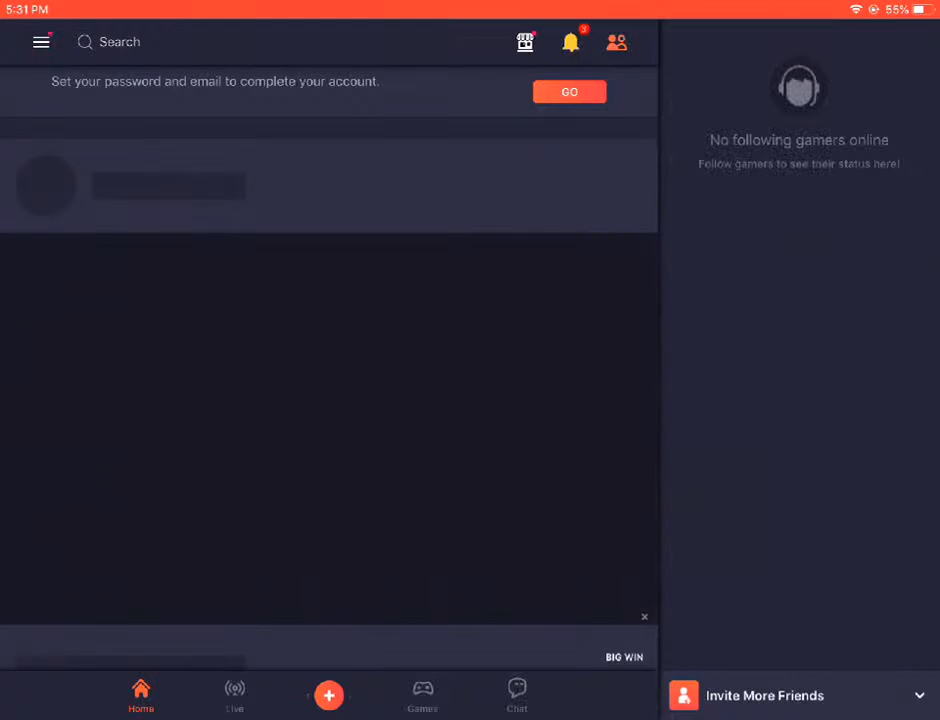 5:31 PM
55%
Search
3
Set your password and email to complete your account.
GO
No following gamers online
Follow gamers to see their status here!
BIG WIN
Home
Live
Games
Chat
Invite More Friends